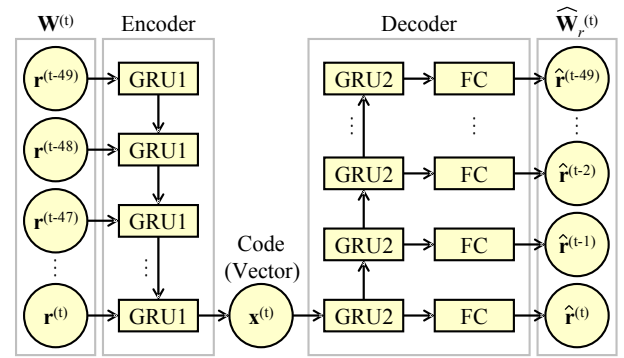 W(t) Encoder Decoder Ŵr(t)
r(t-49) GRU1 GRU2 FC r̂(t-49)
r(t-48) GRU1
GRU2 FC r̂(t-2)
r(t-47) GRU1
Code
(Vector)
GRU2 FC r̂(t-1)
r(t) GRU1 x(t) GRU2 FC r̂(t)